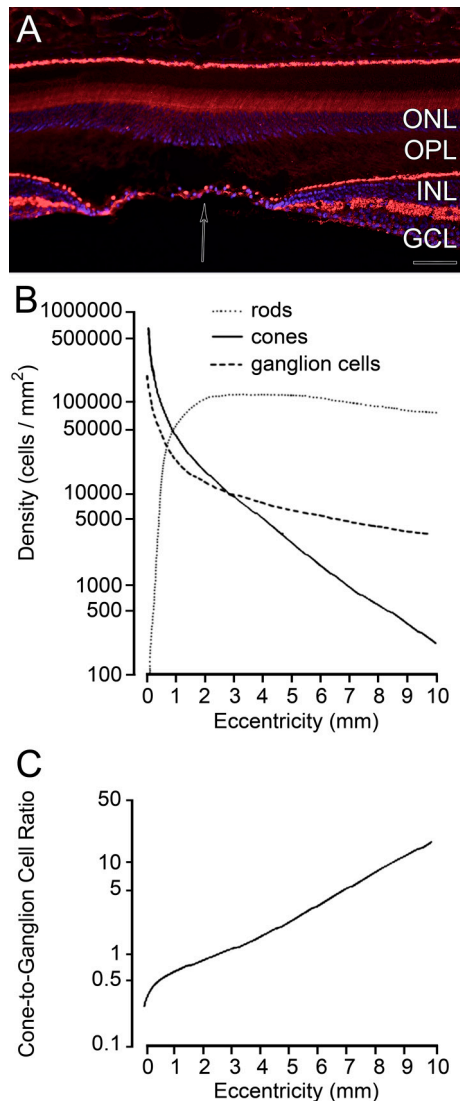 A
ONL
OPL
INL
GCL
B
rods
cones
ganglion cells
Density (cells / mm²)
1000000
500000
100000
50000
10000
5000
1000
500
100
0 1 2 3 4 5 6 7 8 9 10
Eccentricity (mm)
C
Cone-to-Ganglion Cell Ratio
50
10
5
1
0.5
0.1
0 1 2 3 4 5 6 7 8 9 10
Eccentricity (mm)